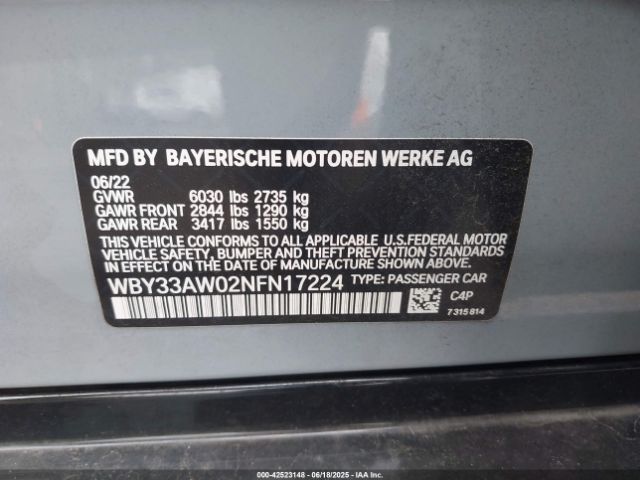 MFD BY BAYERISCHE MOTOREN WERKE AG
06/22
GVWR 6030 lbs 2735 kg
GAWR FRONT 2844 lbs 1290 kg
GAWR REAR 3417 lbs 1550 kg
THIS VEHICLE CONFORMS TO ALL APPLICABLE U.S.FEDERAL MOTOR
VEHICLE SAFETY, BUMPER, AND THEFT PREVENTION STANDARDS
IN EFFECT ON THE DATE OF MANUFACTURE SHOWN ABOVE.
WBY33AW02NFN17224 TYPE: PASSENGER CAR
C4P
7 315 814
000-42523148 - 06/18/2025 - IAA Inc.